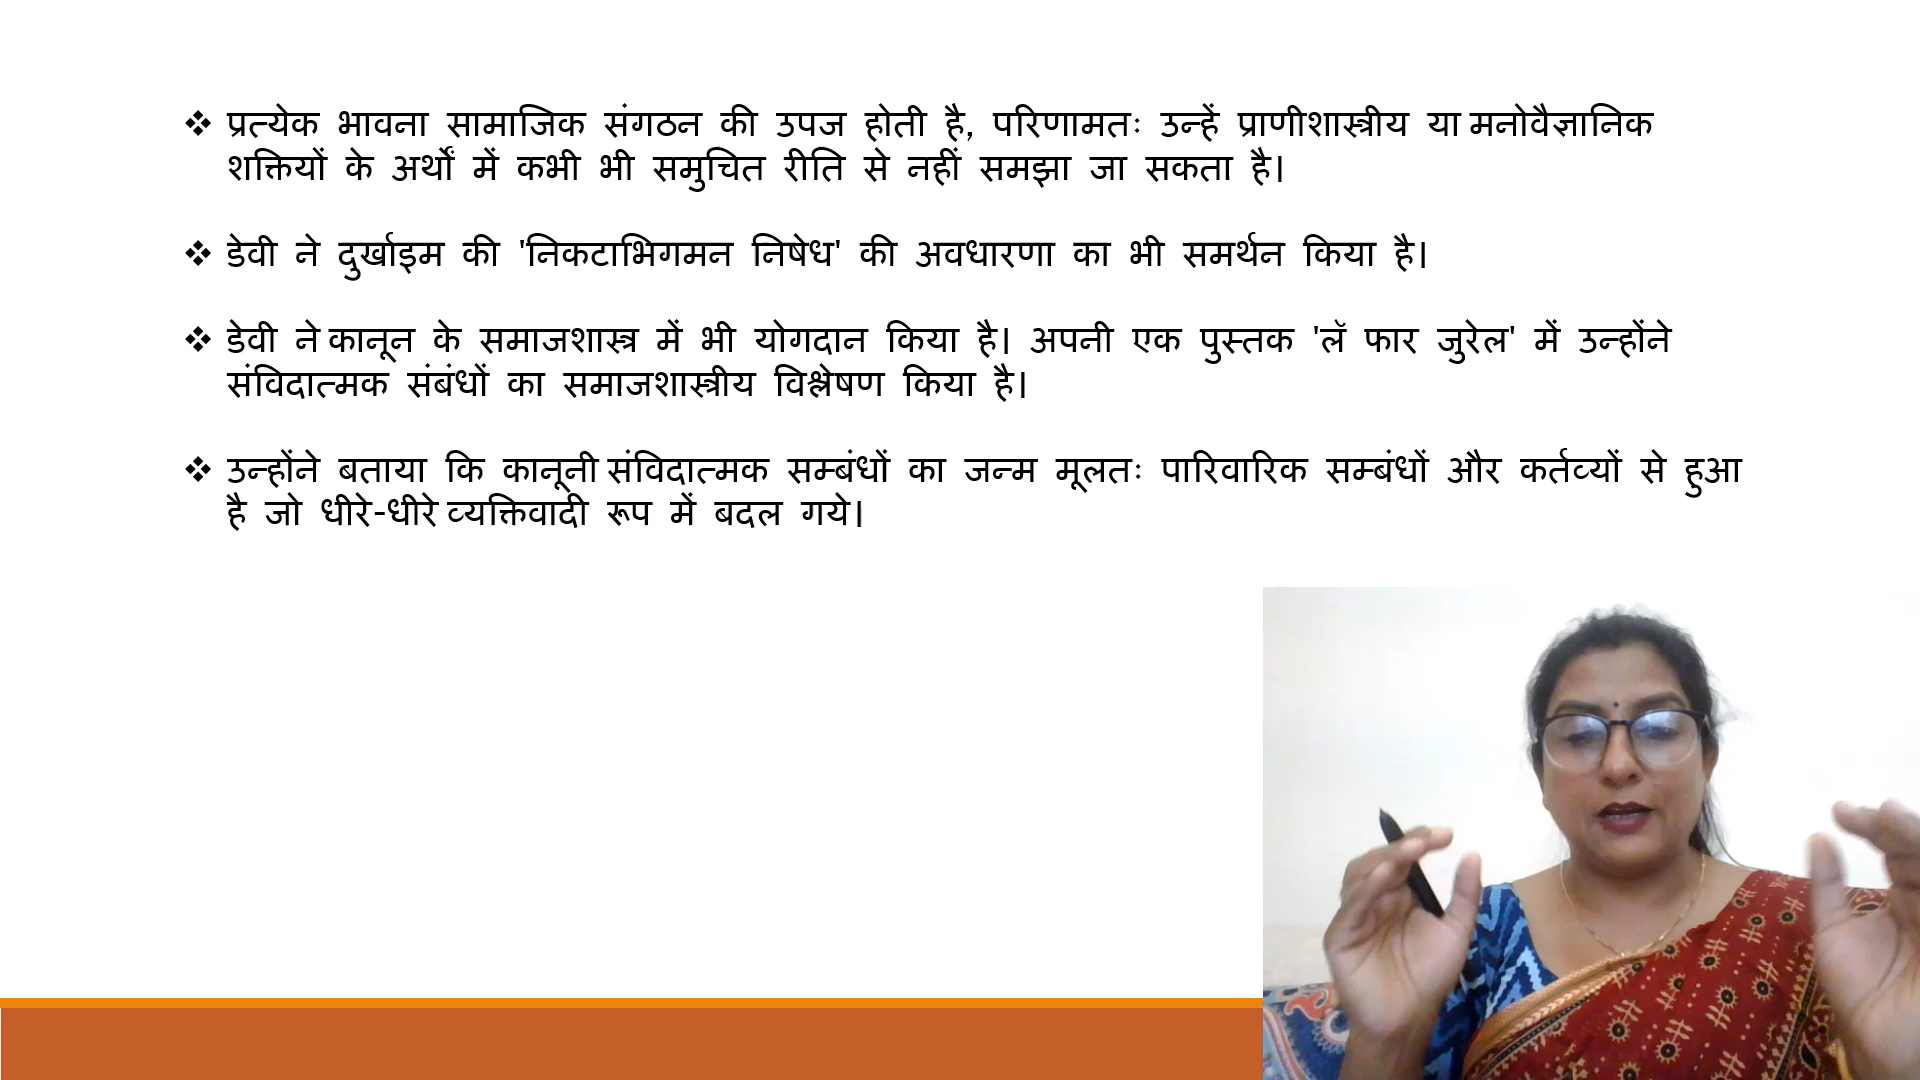 ❖ प्रत्येक भावना सामाजिक संगठन की उपज होती है, परिणामतः उन्हें प्राणीशास्त्रीय या मनोवैज्ञानिक
शक्तियों के अर्थों में कभी भी समुचित रीति से नहीं समझा जा सकता है।
❖ डेवी ने दुर्खाइम की 'निकटाभिगमन निषेध' की अवधारणा का भी समर्थन किया है।
❖ डेवी ने कानून के समाजशास्त्र में भी योगदान किया है। अपनी एक पुस्तक 'लॅ फार जुरेल' में उन्होंने
संविदात्मक संबंधों का समाजशास्त्रीय विश्लेषण किया है।
❖ उन्होंने बताया कि कानूनी संविदात्मक सम्बंधों का जन्म मूलतः पारिवारिक सम्बंधों और कर्तव्यों से हुआ
है जो धीरे-धीरे व्यक्तिवादी रूप में बदल गये।